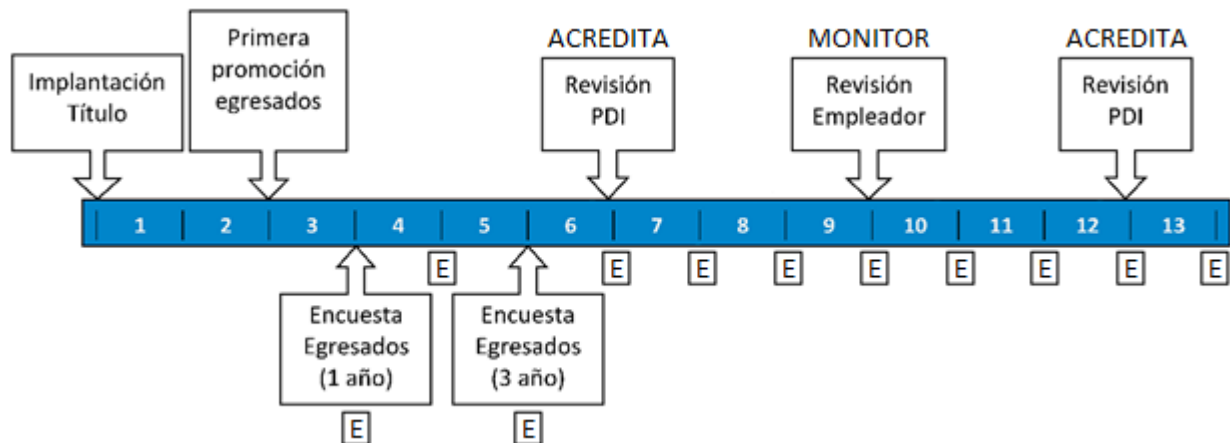 Implantación
Título
Primera
promoción
egresados
ACREDITA
Revisión
PDI
MONITOR
Revisión
Empleador
ACREDITA
Revisión
PDI
1 2 3 4 5 6 7 8 9 10 11 12 13
E E E E E E E E E
Encuesta
Egresados
(1 año)
E
Encuesta
Egresados
(3 año)
E